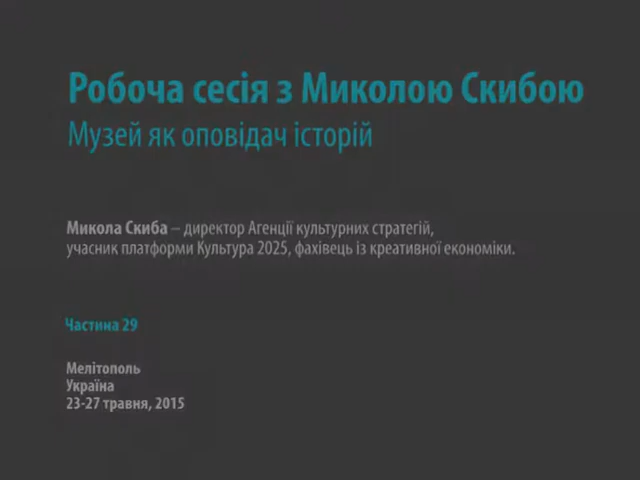 Робоча сесія з Миколою Скибою
Музей як оповідач історій
Микола Скиба – директор Агенції культурних стратегій,
учасник платформи Культура 2025, фахівець із креативної економіки.
Частина 29
Мелітополь
Україна
23-27 травня, 2015